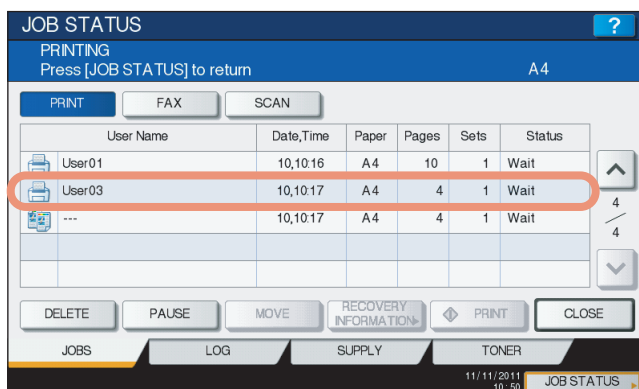 JOB STATUS ?
PRINTING
Press [JOB STATUS] to return A4
PRINT FAX SCAN
User Name Date,Time Paper Pages Sets Status
User01 10,10:16 A4 10 1 Wait
User03 10,10:17 A4 4 1 Wait
--- 10,10:17 A4 4 1 Wait
4
4
DELETE PAUSE MOVE RECOVERY PRINT CLOSE
INFORMATION
JOBS LOG SUPPLY TONER
11/11/2011
10:50 JOB STATUS